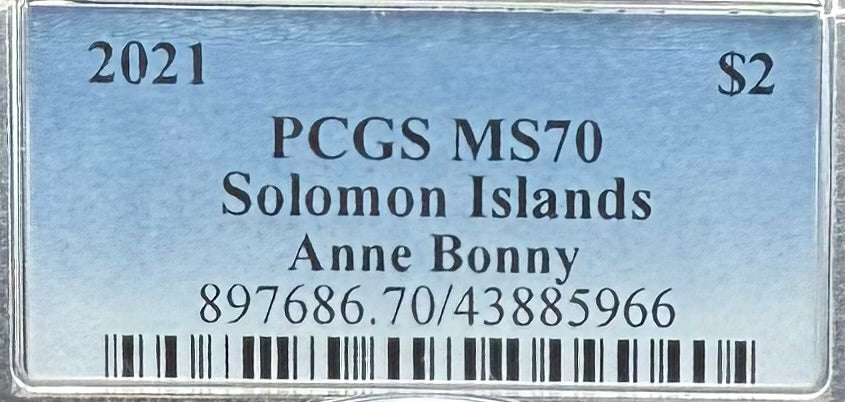 2021 $2
PCGS MS70
Solomon Islands
Anne Bonny
897686.70/43885966